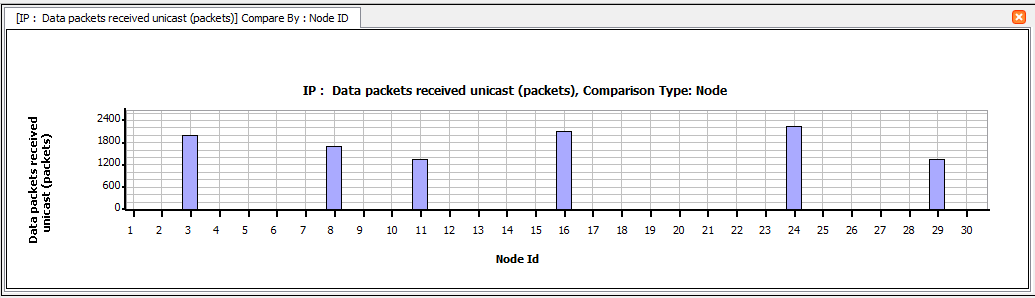 [IP :  Data packets received unicast (packets)] Compare By : Node ID
IP :  Data packets received unicast (packets), Comparison Type: Node
Data packets received
unicast (packets)
2400
1800
1200
600
0
1 2 3 4 5 6 7 8 9 10 11 12 13 14 15 16 17 18 19 20 21 22 23 24 25 26 27 28 29 30
Node Id